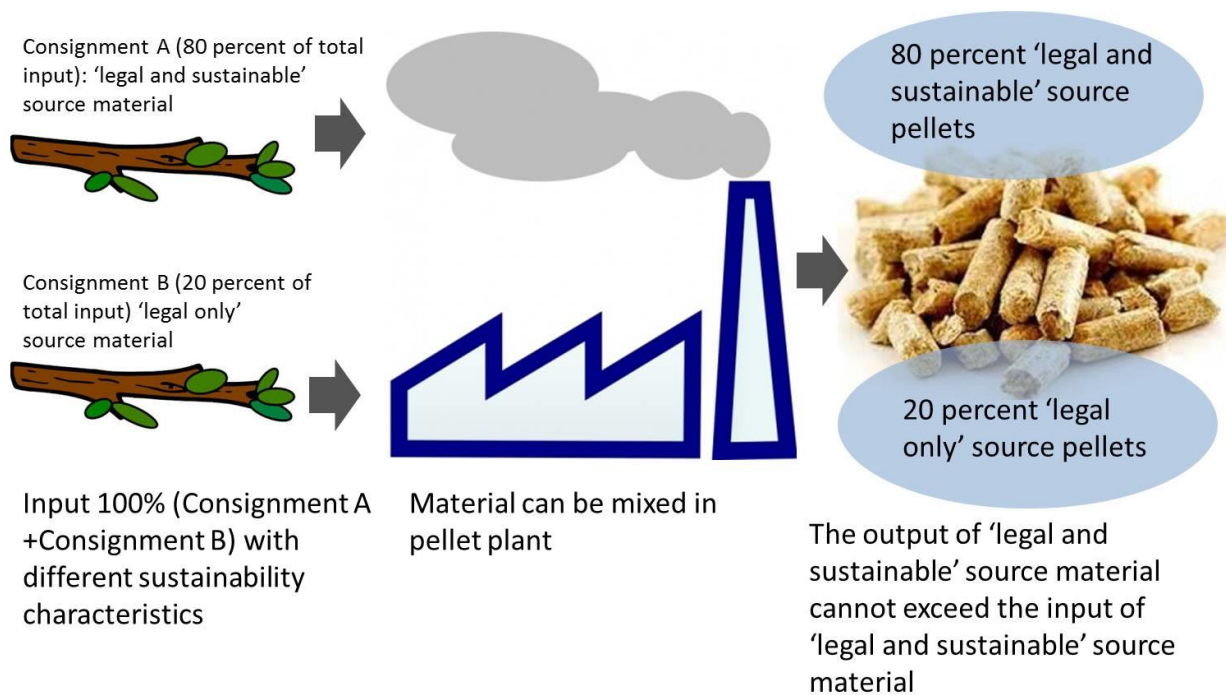 Consignment A (80 percent of total
input): ‘legal and sustainable’
source material
Consignment B (20 percent of
total input) ‘legal only’
source material
Input 100% (Consignment A
+Consignment B) with
different sustainability
characteristics
Material can be mixed in
pellet plant
80 percent ‘legal and
sustainable’ source
pellets
20 percent ‘legal
only’ source pellets
The output of ‘legal and
sustainable’ source material
cannot exceed the input of
‘legal and sustainable’ source
material